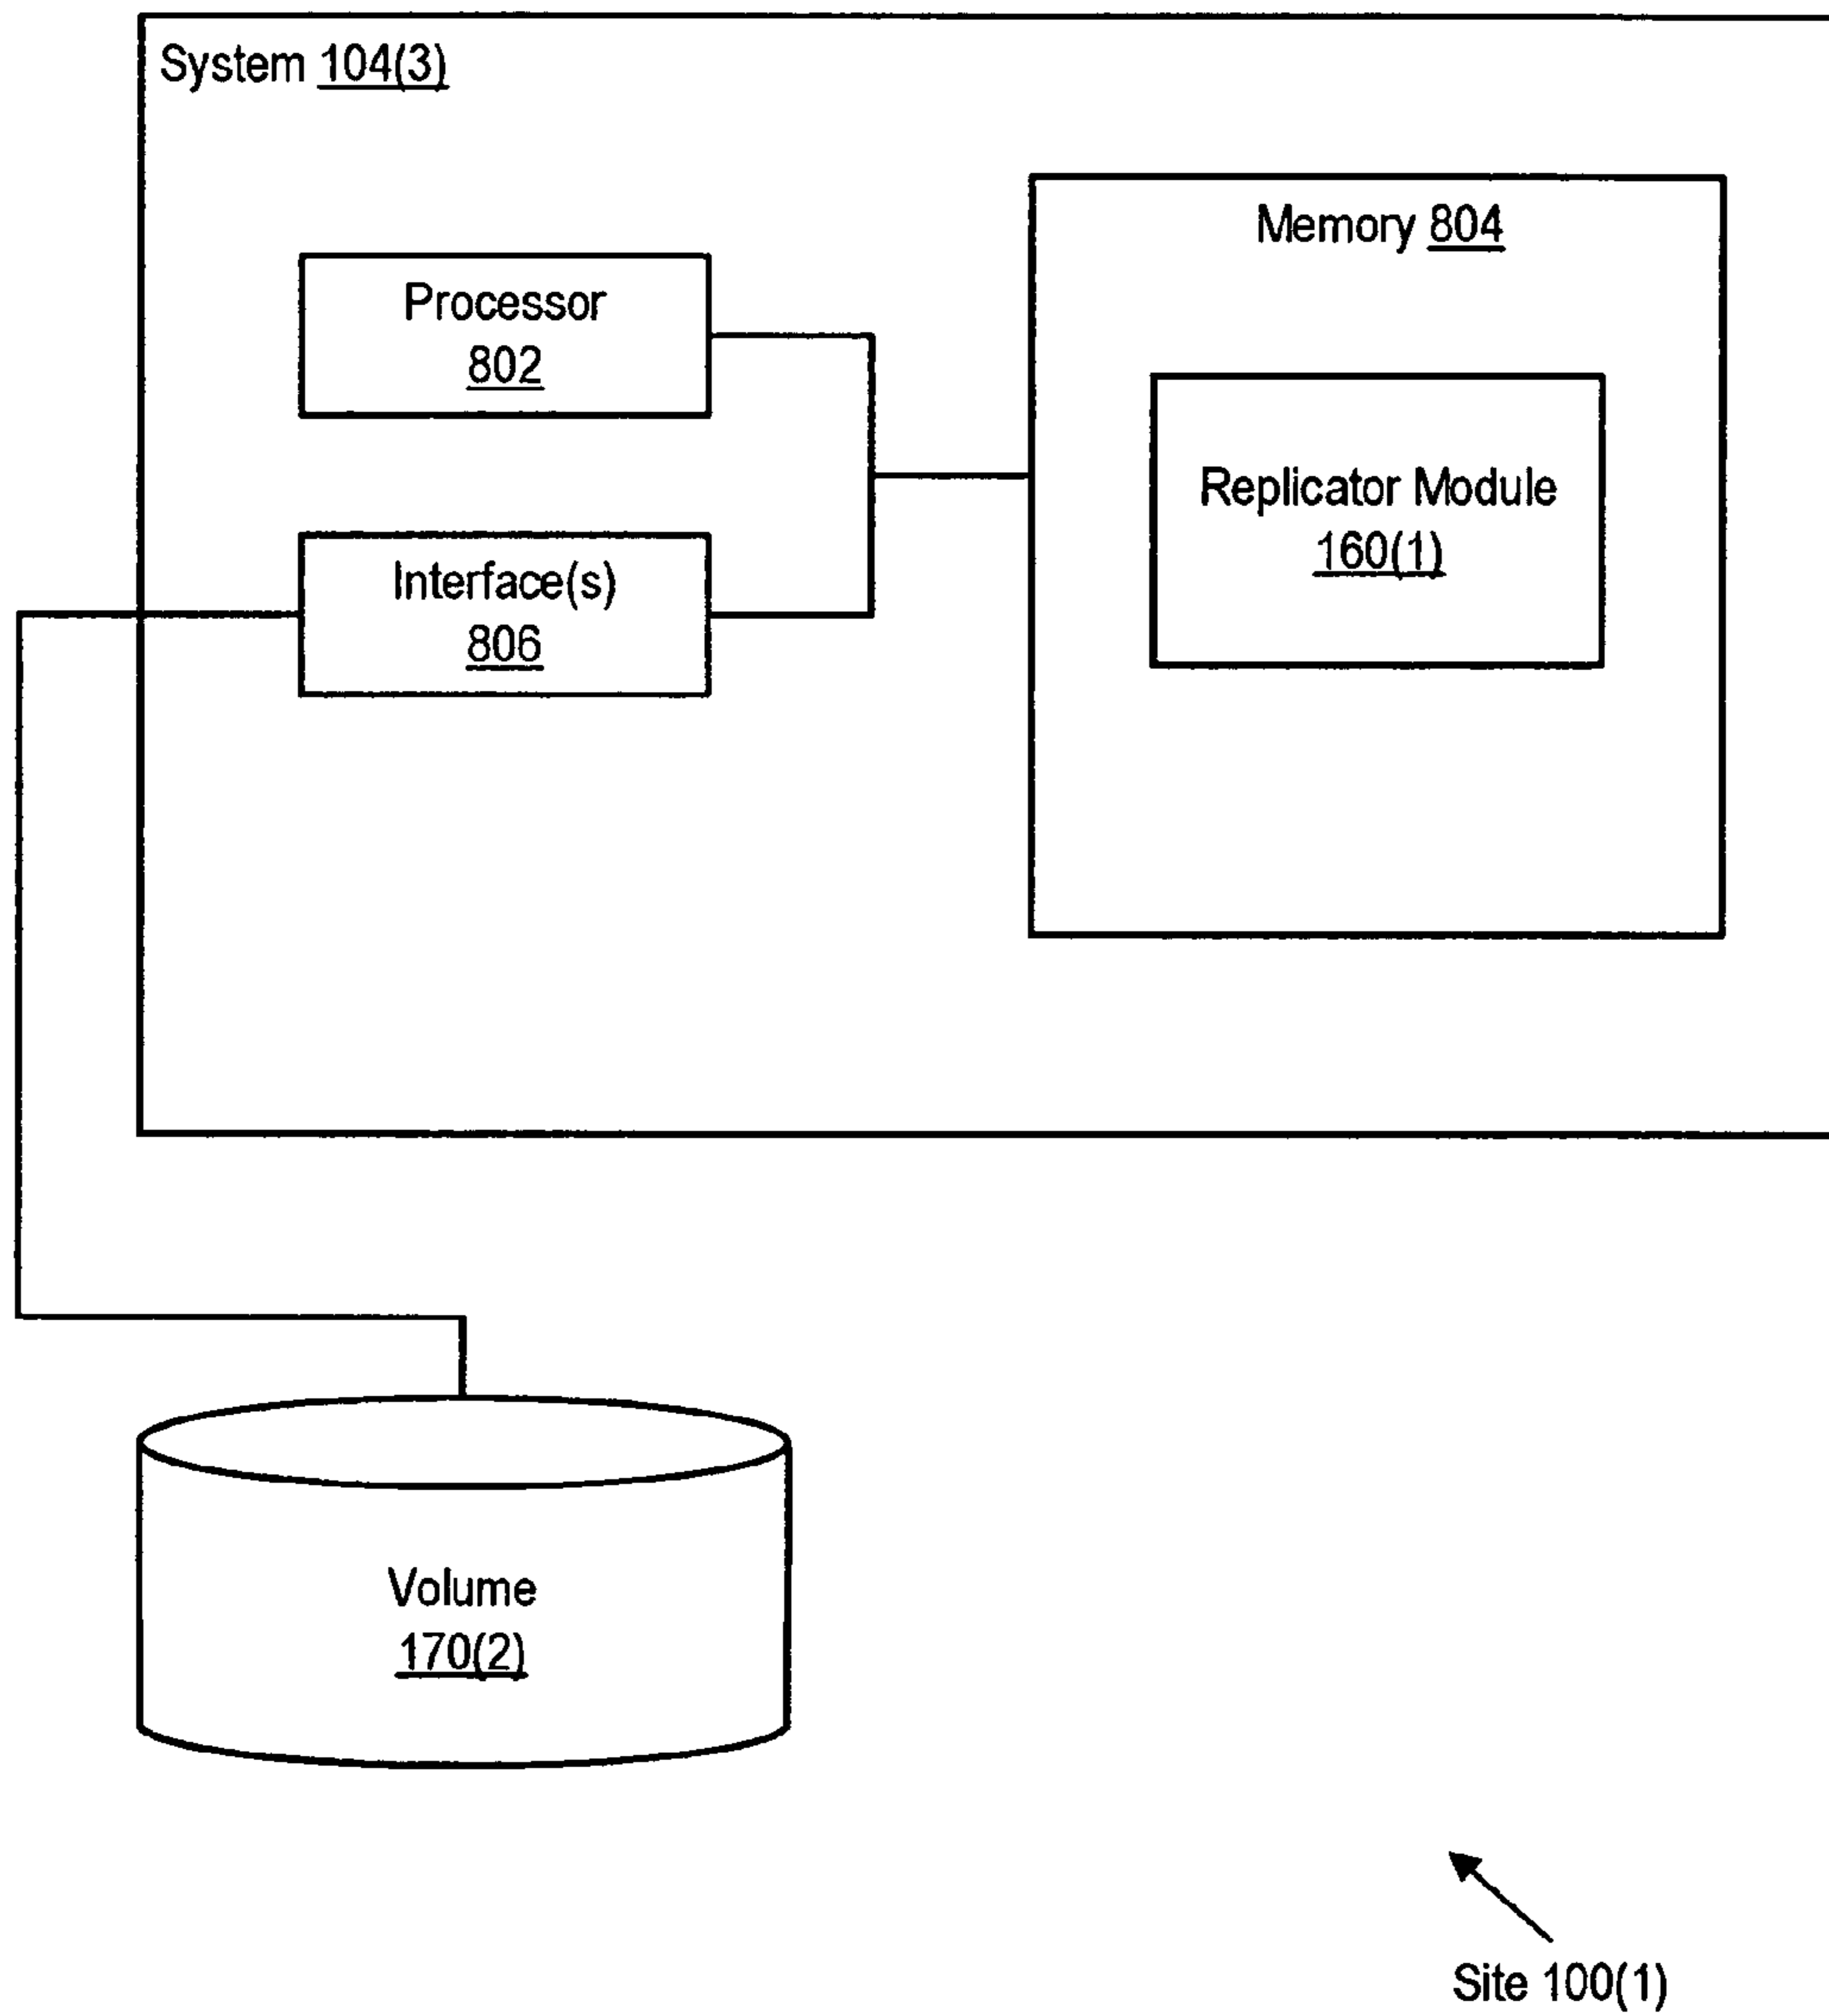 System 104(3)
Memory 804
Processor
802
Replicator Module
160(1)
Interface(s)
806
Volume
170(2)
Site 100(1)